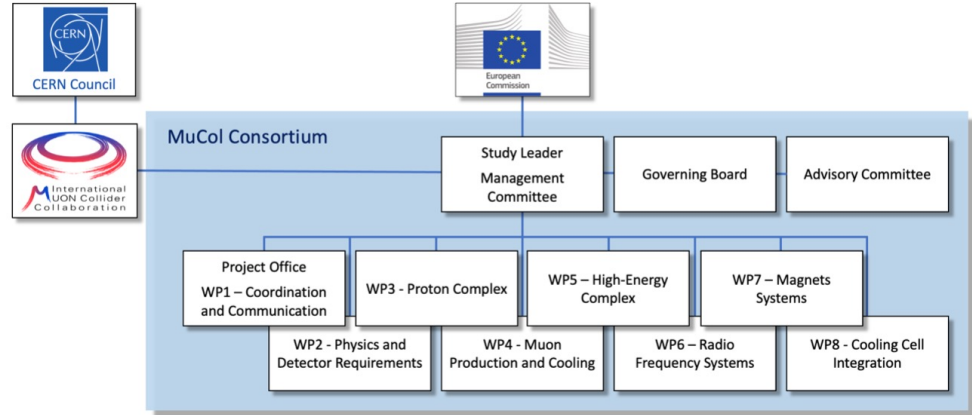 CERN
CERN Council
European
Commission
International
MUON Collider
Collaboration
MuCol Consortium
Study Leader
Management
Committee
Governing Board
Advisory Committee
Project Office
WP1 – Coordination
and Communication
WP3 - Proton Complex
WP5 – High-Energy
Complex
WP7 – Magnets
Systems
WP2 - Physics and
Detector Requirements
WP4 - Muon
Production and Cooling
WP6 – Radio
Frequency Systems
WP8 - Cooling Cell
Integration